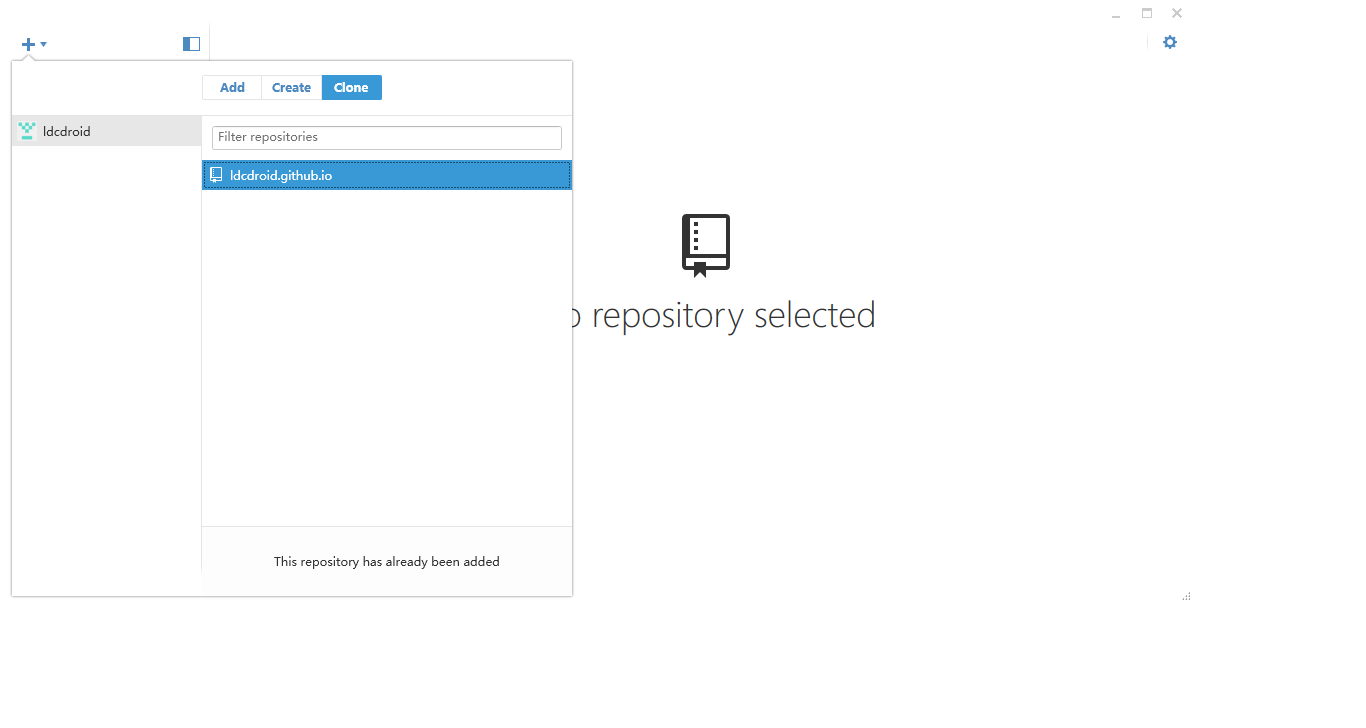 Add Create Clone
ldcdroid
Filter repositories
ldcdroid.github.io
repository selected
This repository has already been added